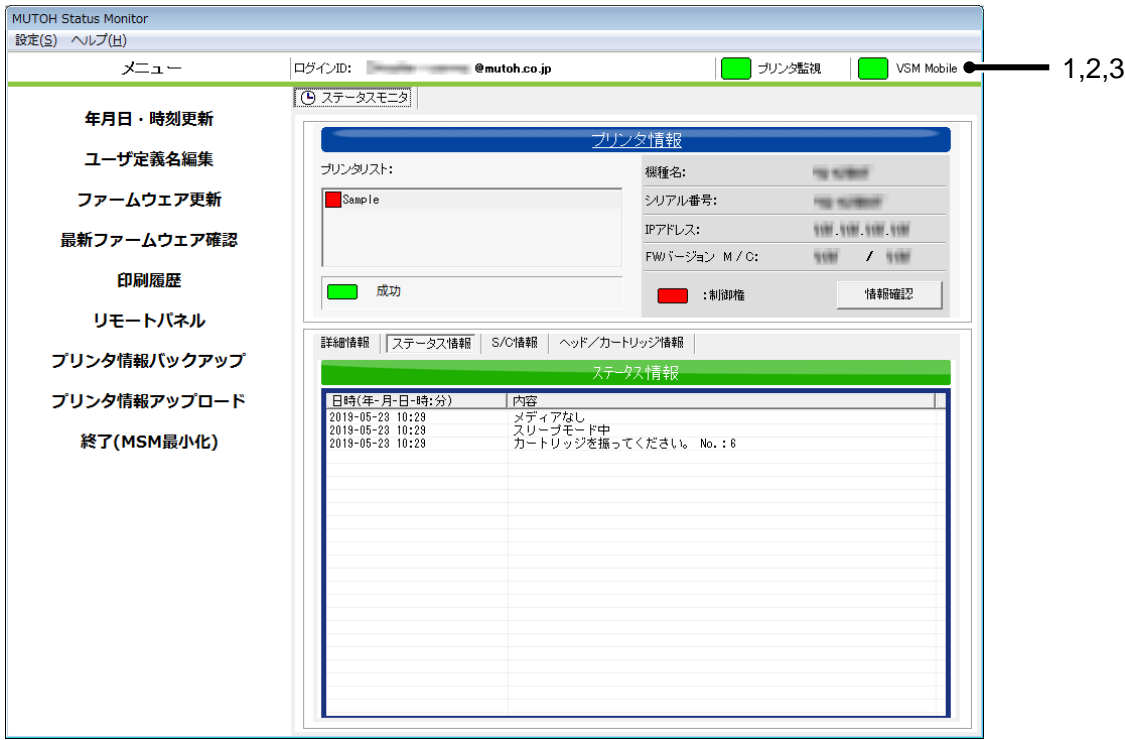 MUTOH Status Monitor
設定(S) ヘルプ(H)
メニュー
ログインID: @mutoh.co.jp
プリンタ監視
VSM Mobile
1,2,3
年月日・時刻更新
ユーザ定義名編集
ファームウェア更新
最新ファームウエア確認
印刷履歴
リモートパネル
プリンタ情報バックアップ
プリンタ情報アップロード
終了(MSM最小化)
ステータスモニタ
プリンタ情報
プリンタリスト:
Sample
成功
機種名:
シリアル番号:
IPアドレス: . . .
FWバージョン M / C: /
:制御権
情報確認
詳細情報 ステータス情報 S/C情報 ヘッド/カートリッジ情報
ステータス情報
日時(年-月-日-時:分) 内容
2019-05-23 10:29 メディアなし
2019-05-23 10:29 スリープモード中
2019-05-23 10:29 カートリッジを振ってください。 No.:6